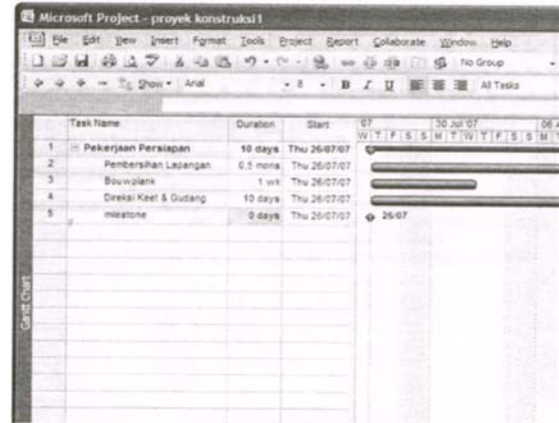 Microsoft Project - proyek konstruksi1
File Edit View Insert Format Tools Project Report Collaborate Window Help
No Group
Show Arial 8 B I U All Tasks
Task Name Duration Start '07 30 Jul '07 06 A
W T F S S M T W T F S S M T
1 Pekerjaan Persiapan 10 days Thu 26/07/07
2 Pembersihan Lapangan 0.5 mons Thu 26/07/07
3 Bouwplank 1 wk Thu 26/07/07
4 Direksi Keet & Gudang 10 days Thu 26/07/07
5 mileatone 0 days Thu 26/07/07 26/07
Gantt Chart